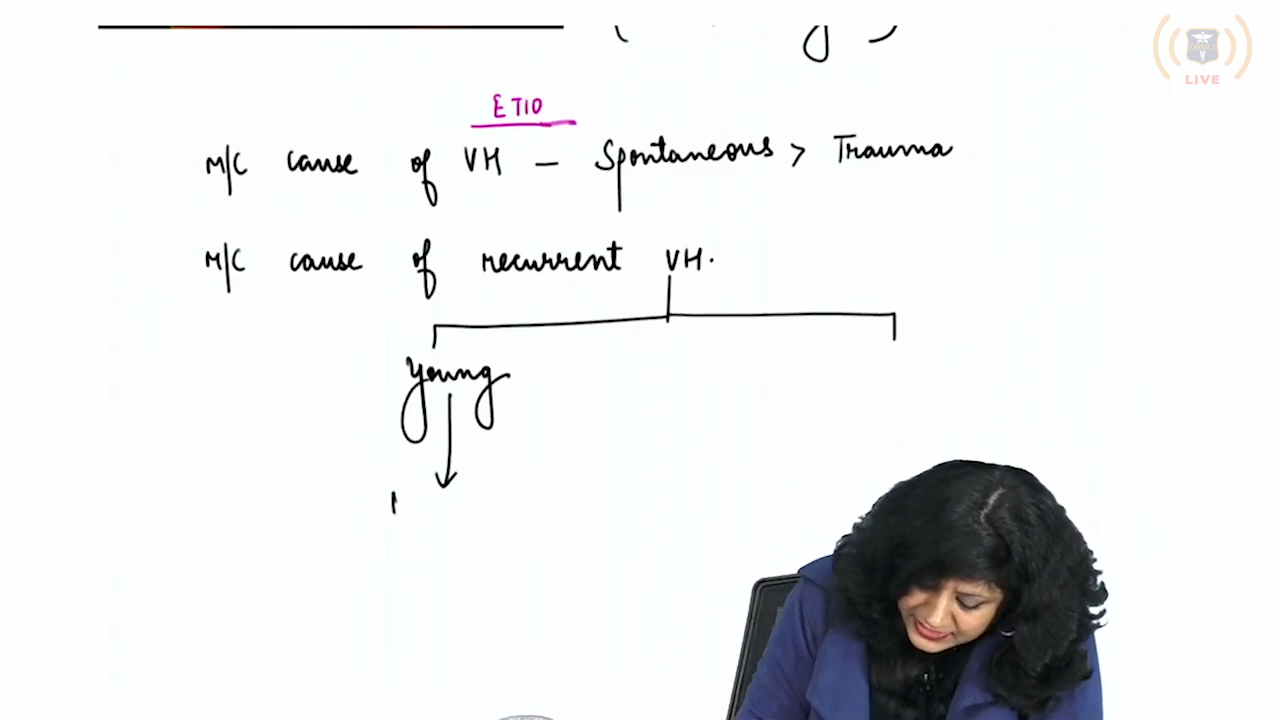 LIVE
ETIO
M/C cause of VH – Spontaneous > Trauma
M/C cause of recurrent VH.
Young